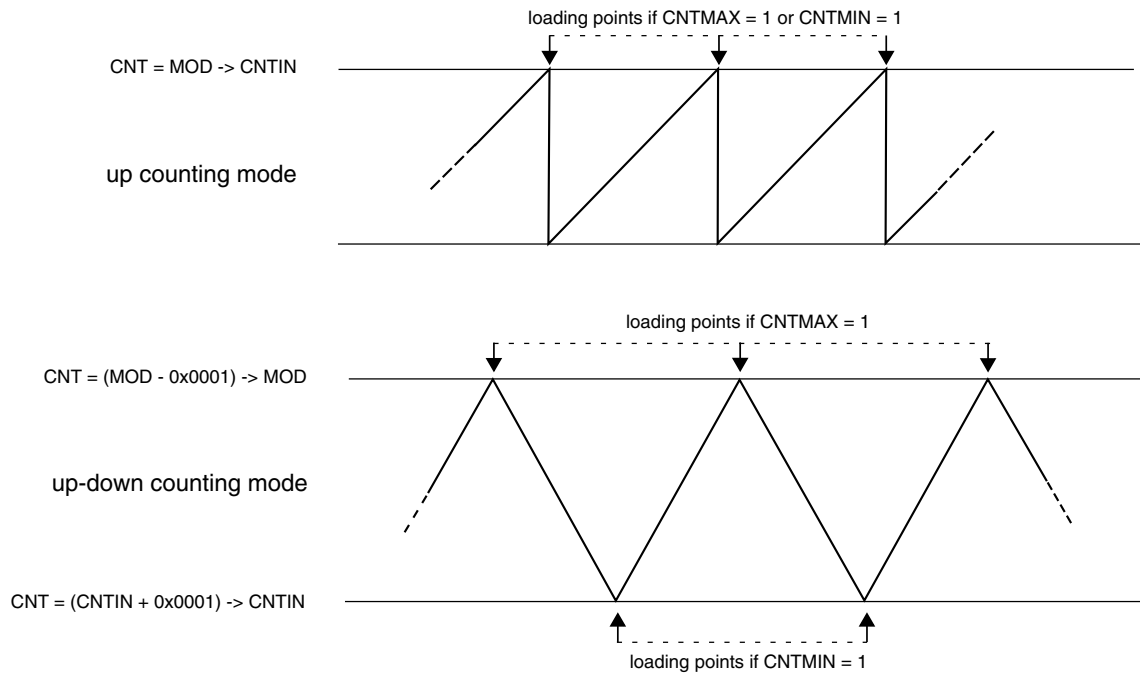 loading points if CNTMAX = 1 or CNTMIN = 1
CNT = MOD -> CNTIN
up counting mode
loading points if CNTMAX = 1
CNT = (MOD - 0x0001) -> MOD
up-down counting mode
CNT = (CNTIN + 0x0001) -> CNTIN
loading points if CNTMIN = 1